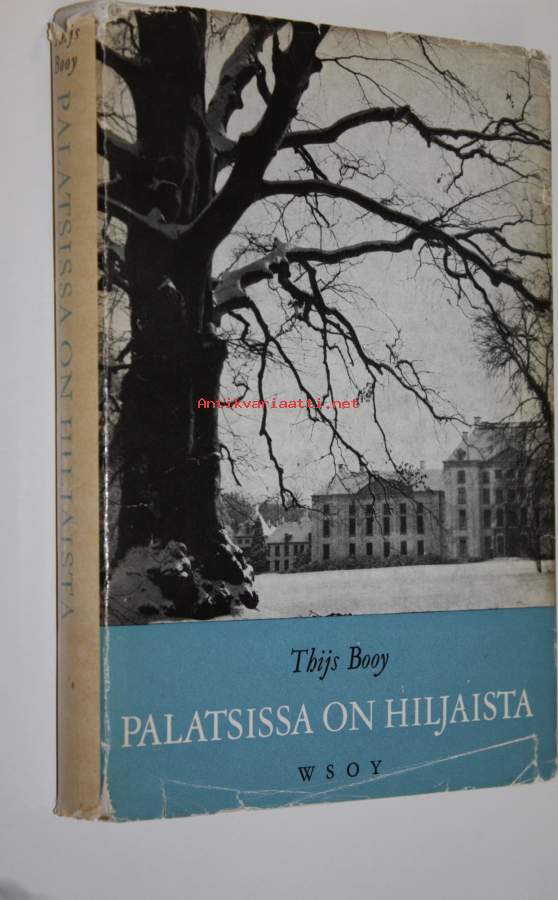 Thijs
Booy
PALATSISSA ON HILJAISTA
Antikvariaatti.net
Thijs Booy
PALATSISSA ON HILJAISTA
WSOY